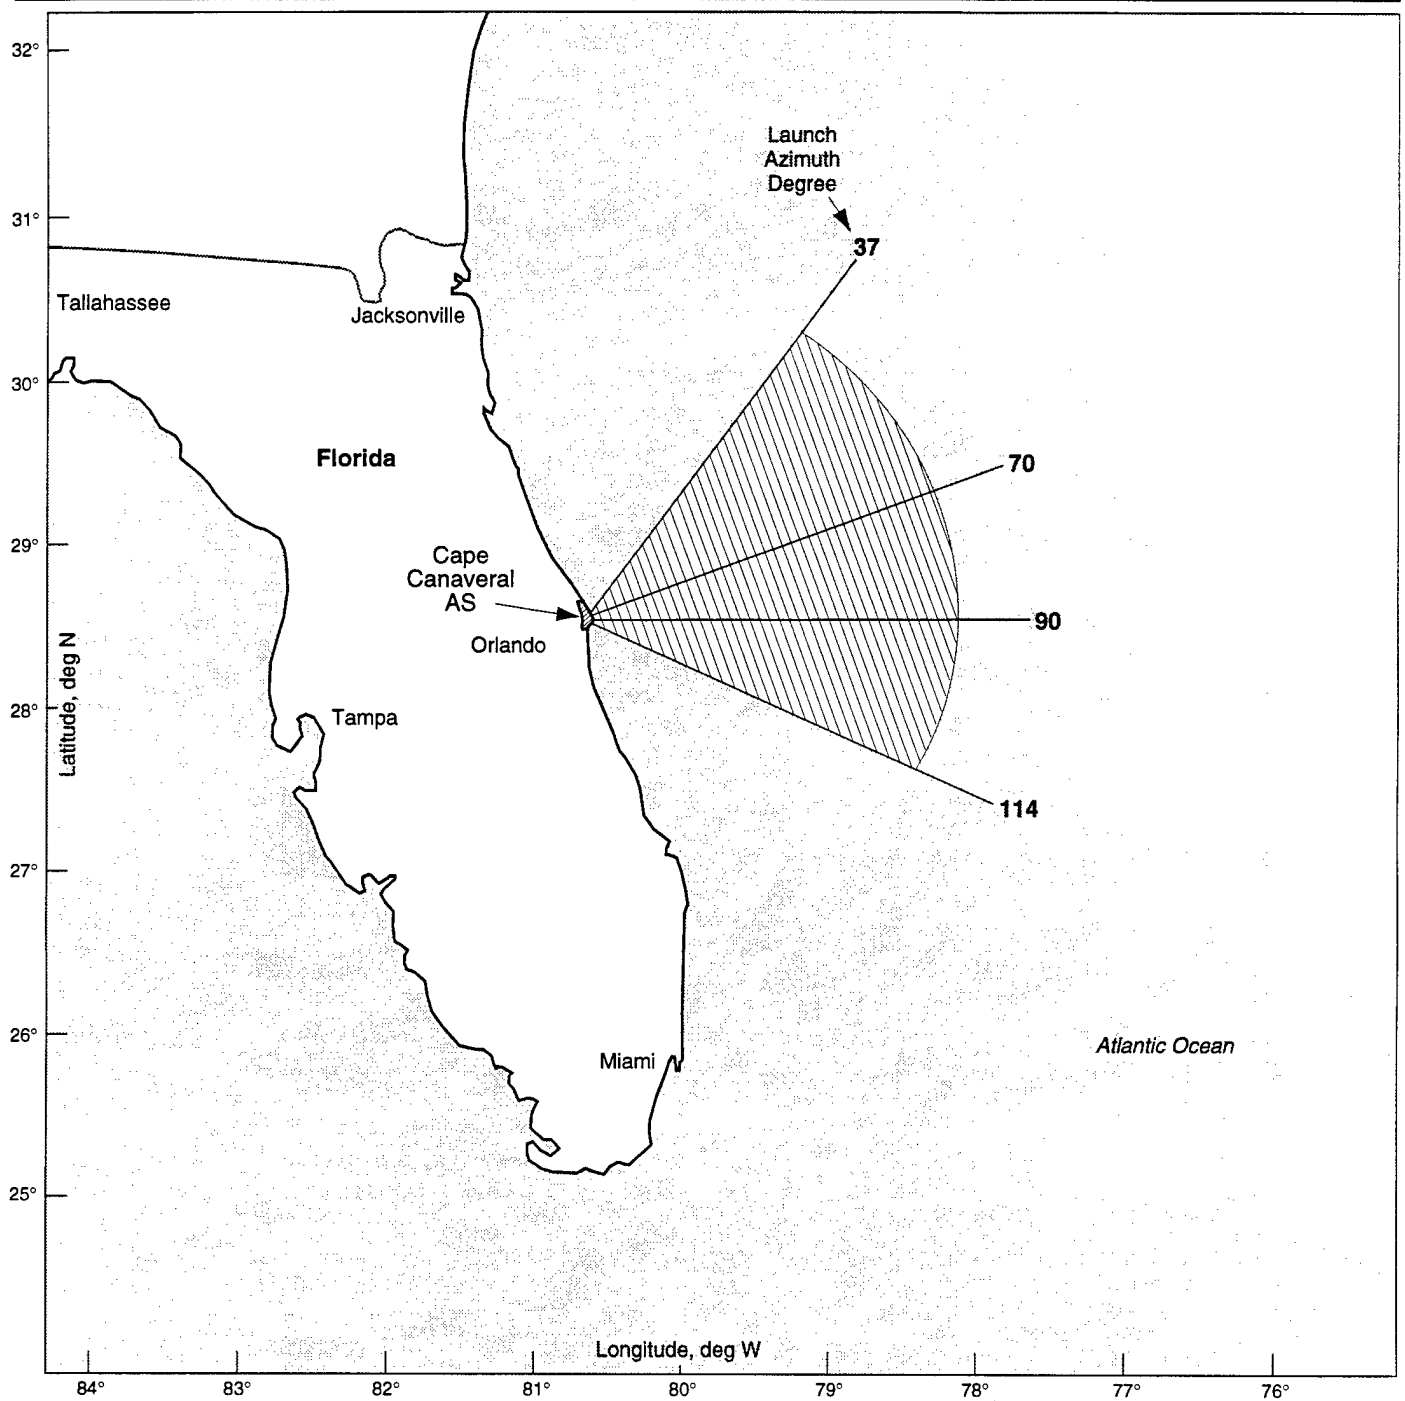 32°
Launch
Azimuth
Degree
31°
37
Tallahassee
Jacksonville
30°
Florida
70
29°
Cape
Canaveral
AS
90
Orlando
28°
Latitude, deg N
Tampa
114
27°
26°
Miami
Atlantic Ocean
25°
Longitude, deg W
84° 83° 82° 81° 80° 79° 78° 77° 76°